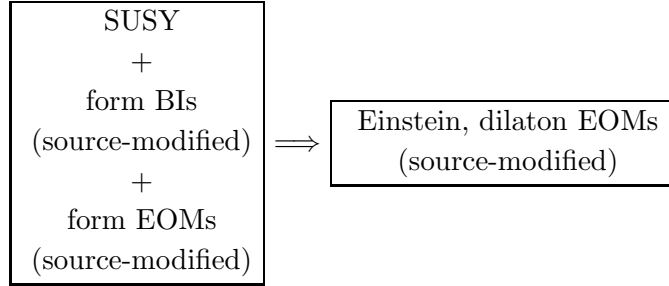 SUSY
+
form BIs
(source-modified)
+
form EOMs
(source-modified)
⟹
Einstein, dilaton EOMs
(source-modified)